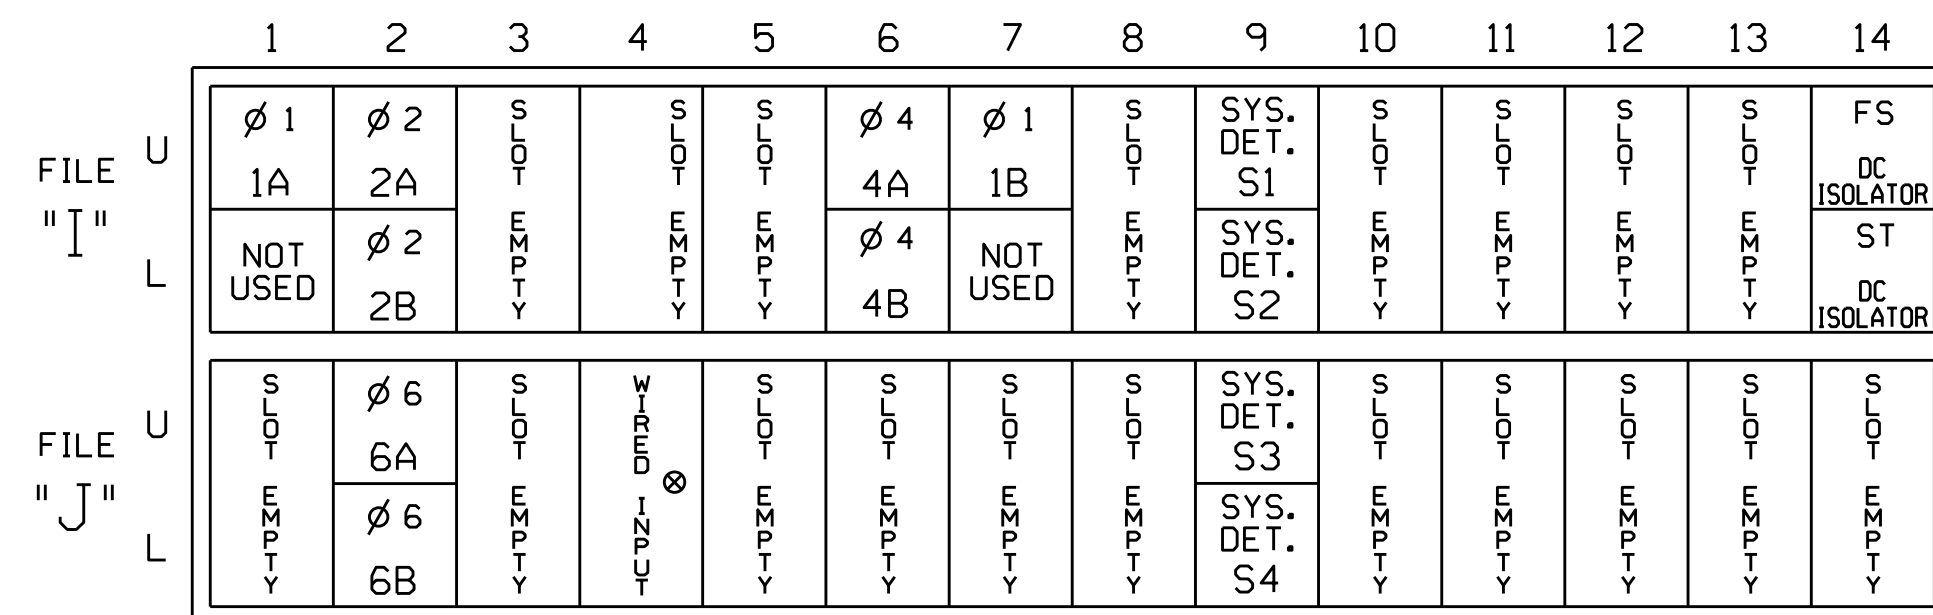 1 2 3 4 5 6 7 8 9 10 11 12 13 14
FILE "I"
U
L
Ø 1
1A
NOT
USED
Ø 2
2A
Ø 2
2B
SLOT EMPTY
SLOT EMPTY
SLOT EMPTY
Ø 4
4A
Ø 4
4B
Ø 1
1B
NOT
USED
SLOT EMPTY
SYS.
DET.
S1
SYS.
DET.
S2
SLOT EMPTY
SLOT EMPTY
SLOT EMPTY
SLOT EMPTY
FS
DC
ISOLATOR
ST
DC
ISOLATOR
FILE "J"
U
L
SLOT EMPTY
Ø 6
6A
Ø 6
6B
SLOT EMPTY
WIRED INPUT ⊗
SLOT EMPTY
SLOT EMPTY
SLOT EMPTY
SLOT EMPTY
SYS.
DET.
S3
SYS.
DET.
S4
SLOT EMPTY
SLOT EMPTY
SLOT EMPTY
SLOT EMPTY
SLOT EMPTY